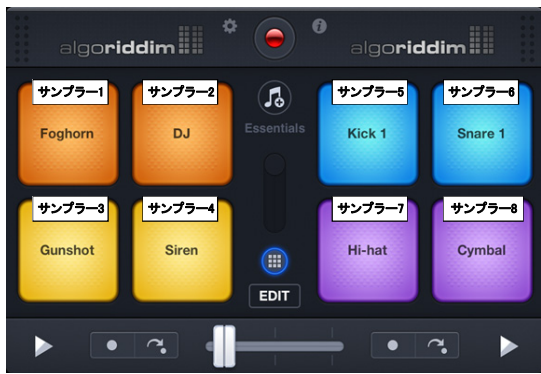 algoriddim
algoriddim
サンプラー1
Foghorn
サンプラー2
DJ
Essentials
サンプラー5
Kick 1
サンプラー6
Snare 1
サンプラー3
Gunshot
サンプラー4
Siren
サンプラー7
Hi-hat
サンプラー8
Cymbal
EDIT